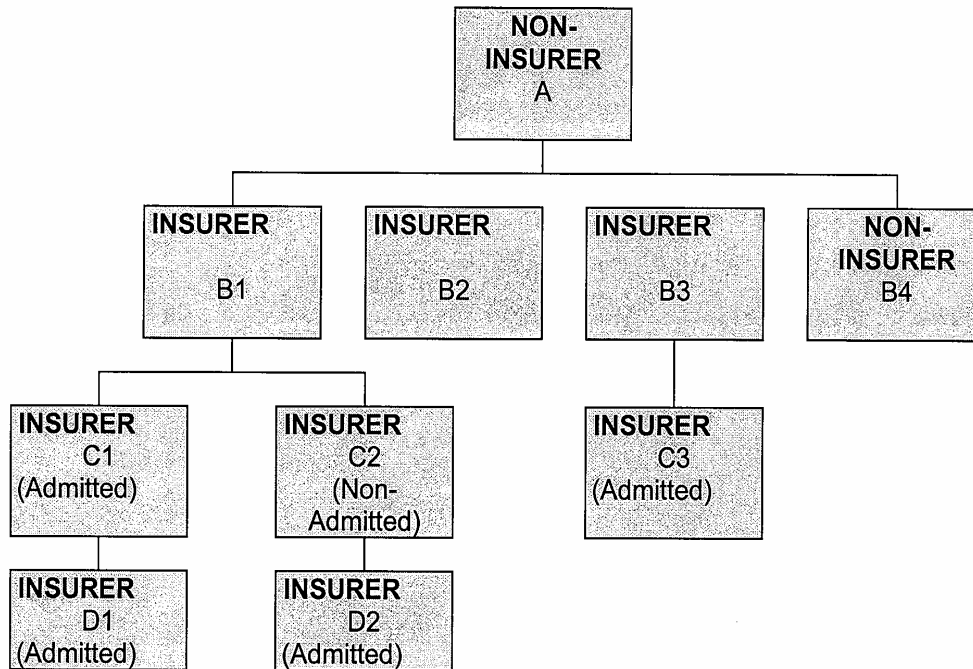 NON-
INSURER
A
INSURER
B1
INSURER
B2
INSURER
B3
NON-
INSURER
B4
INSURER
C1
(Admitted)
INSURER
C2
(Non-
Admitted)
INSURER
C3
(Admitted)
INSURER
D1
(Admitted)
INSURER
D2
(Admitted)